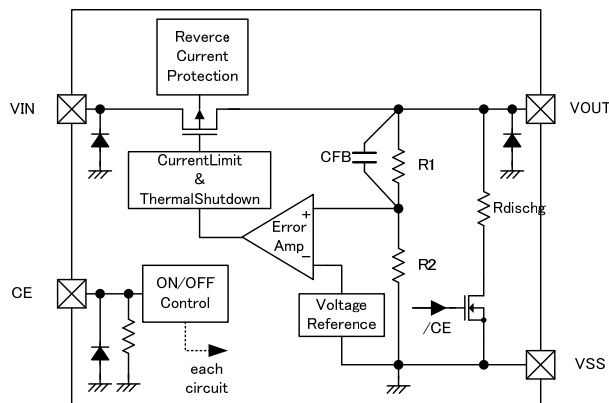 Reverce
Current
Protection
VIN
VOUT
CurrentLimit
&
ThermalShutdown
CFB
R1
Rdischg
+
Error
Amp
−
R2
CE
ON/OFF
Control
Voltage
Reference
/CE
each
circuit
VSS